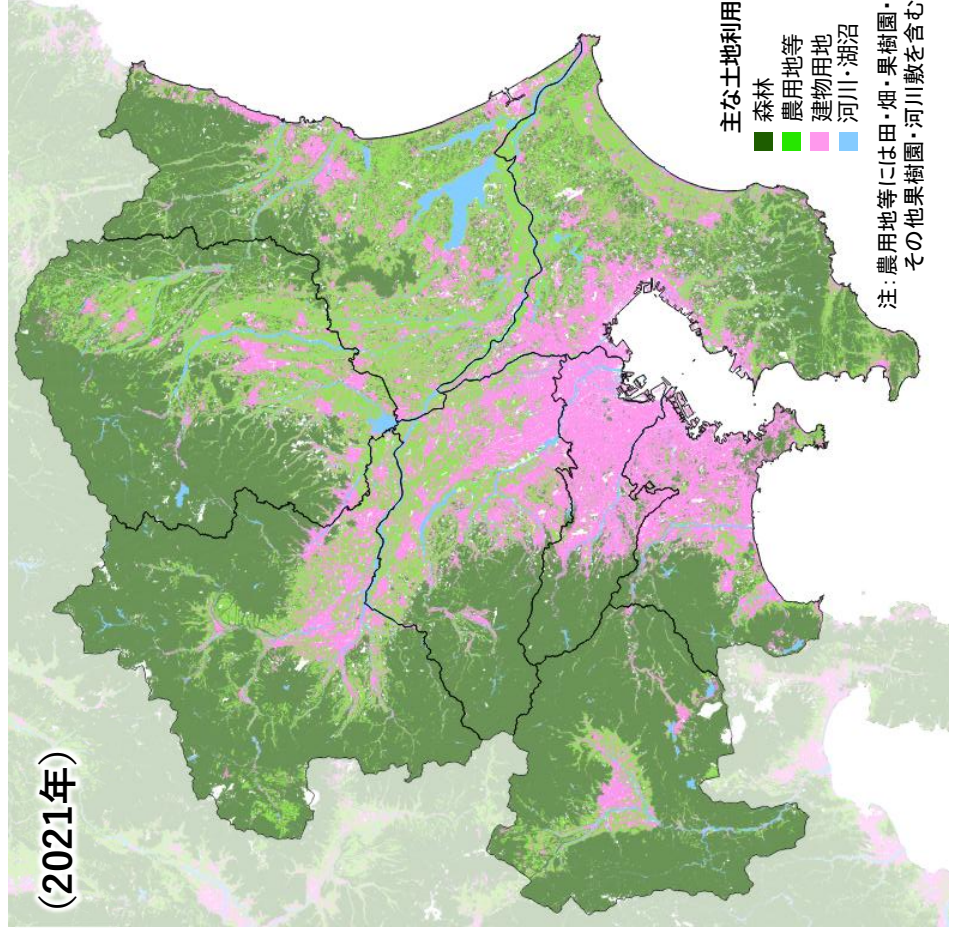 (2021年)
主な土地利用
森林
農用地等
建物用地
河川・湖沼
注：農用地等には田・畑・果樹園・
その他果樹園・河川敷を含む